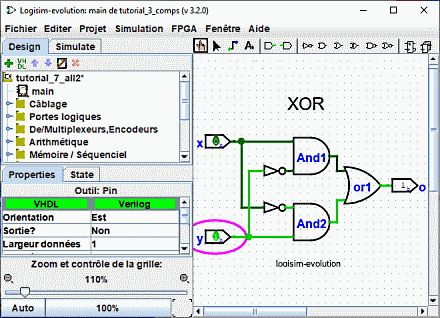 Logisim-evolution: main de tutorial_3_comps (v 3.2.0)
Fichier Editer Projet Simulation FPGA Fenêtre Aide
Design Simulate
A
VH
DL
tutorial_7_all2*
main
Câblage
Portes logiques
De/Multiplexeurs,Encodeurs
Arithmétique
Mémoire / Séquenciel
Properties State
Outil: Pin
VHDL Verilog
Orientation Est
Sortie? Non
Largeur données 1
Zoom et contrôle de la grille:
110%
Auto 100%
XOR
x 0
And1
or1 1 o
And2
y
looisim-evolution